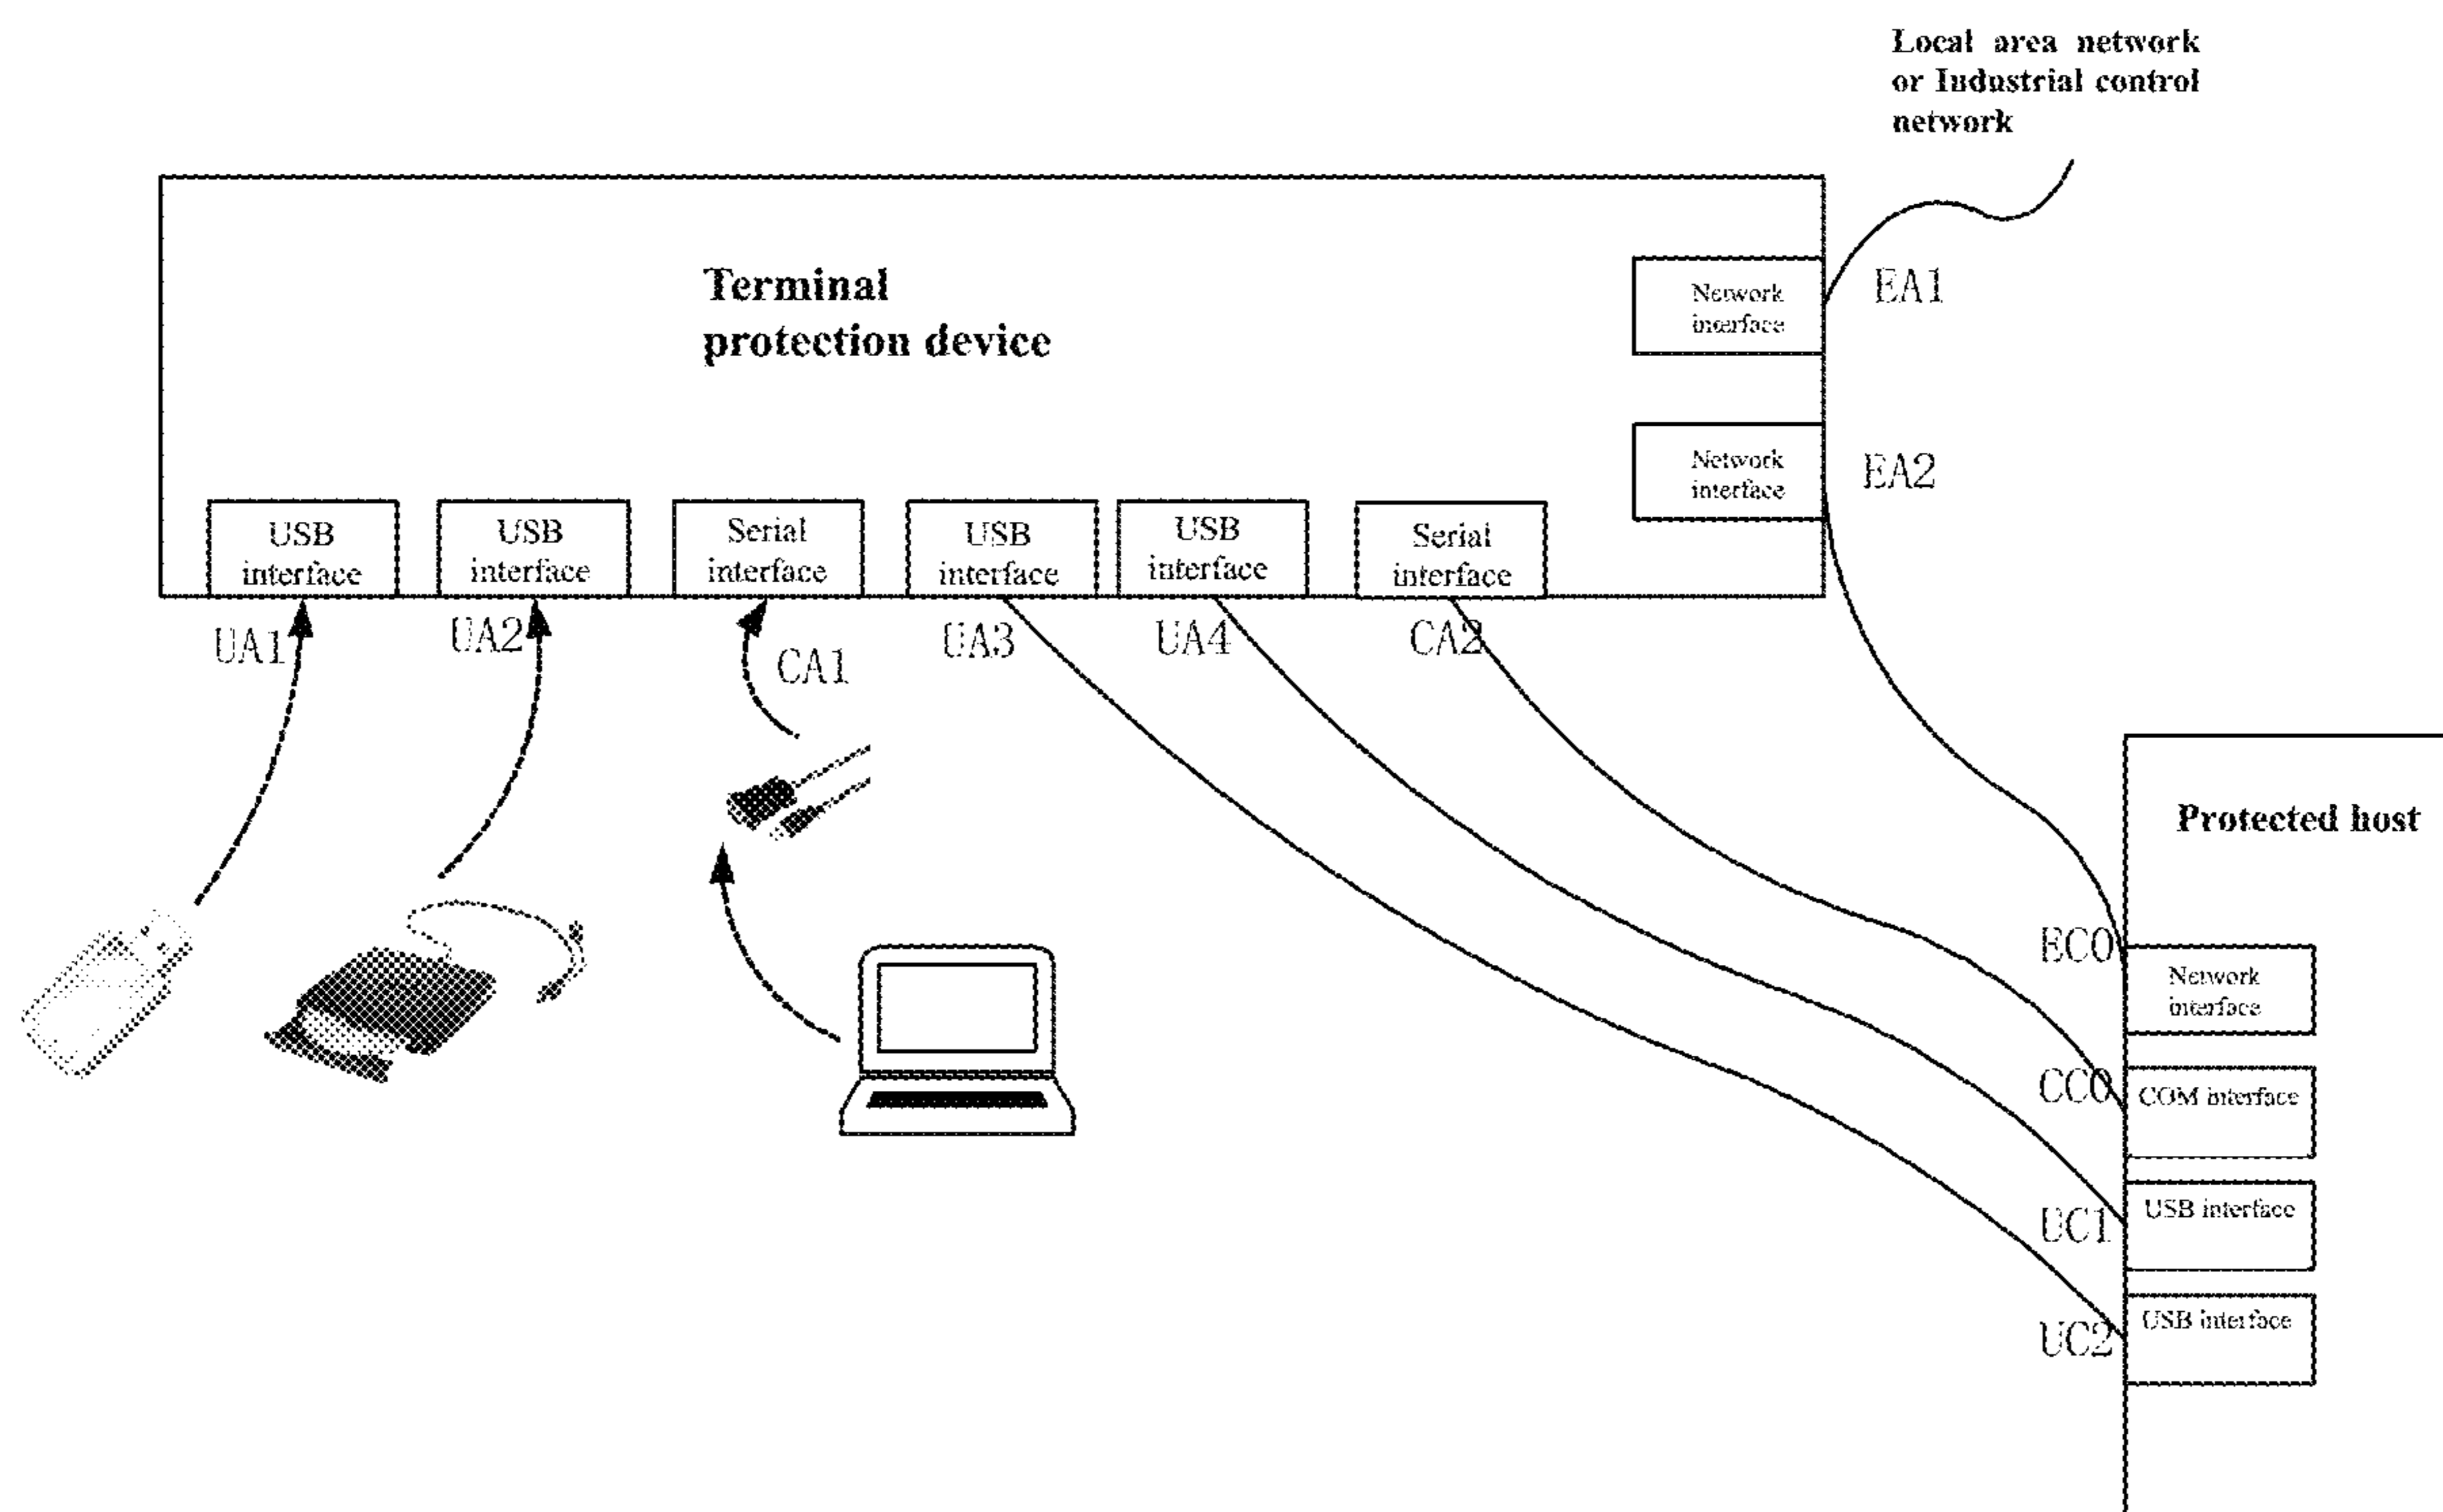 Local area network
or Industrial control
network
Terminal
protection device
Network
interface
EA1
Network
interface
EA2
USB
interface
USB
interface
Serial
interface
USB
interface
USB
interface
Serial
interface
UA1
UA2
CA1
UA3
UA4
CA2
Protected host
EC0
Network
interface
CC0
COM interface
UC1
USB interface
UC2
USB interface